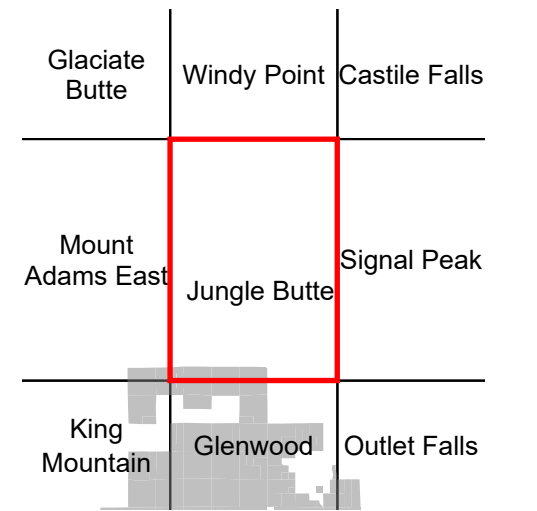 Glaciate
Butte
Windy Point
Castile Falls
Mount
Adams East
Jungle Butte
Signal Peak
King
Mountain
Glenwood
Outlet Falls